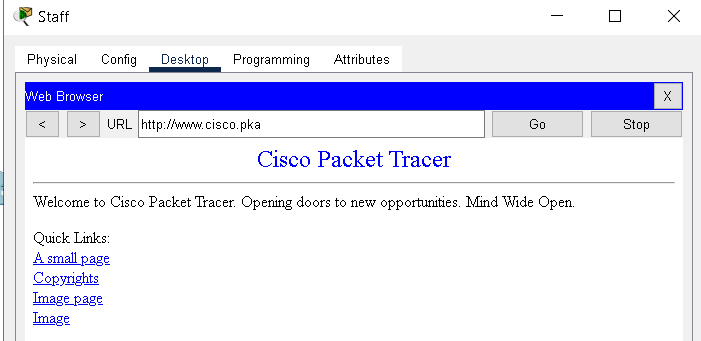 Staff
Physical Config Desktop Programming Attributes
Web Browser X
< > URL http://www.cisco.pka Go Stop
Cisco Packet Tracer
Welcome to Cisco Packet Tracer. Opening doors to new opportunities. Mind Wide Open.
Quick Links:
A small page
Copyrights
Image page
Image